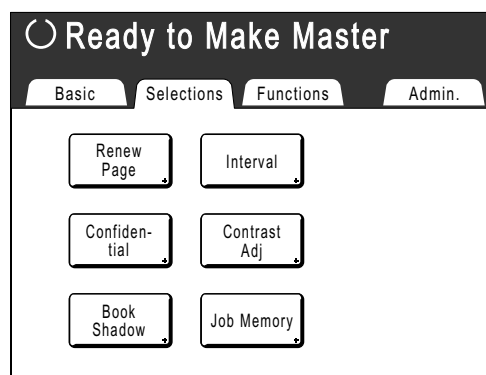 Ready to Make Master
Basic Selections Functions Admin.
Renew
Page
Interval
Confiden-
tial
Contrast
Adj
Book
Shadow
Job Memory